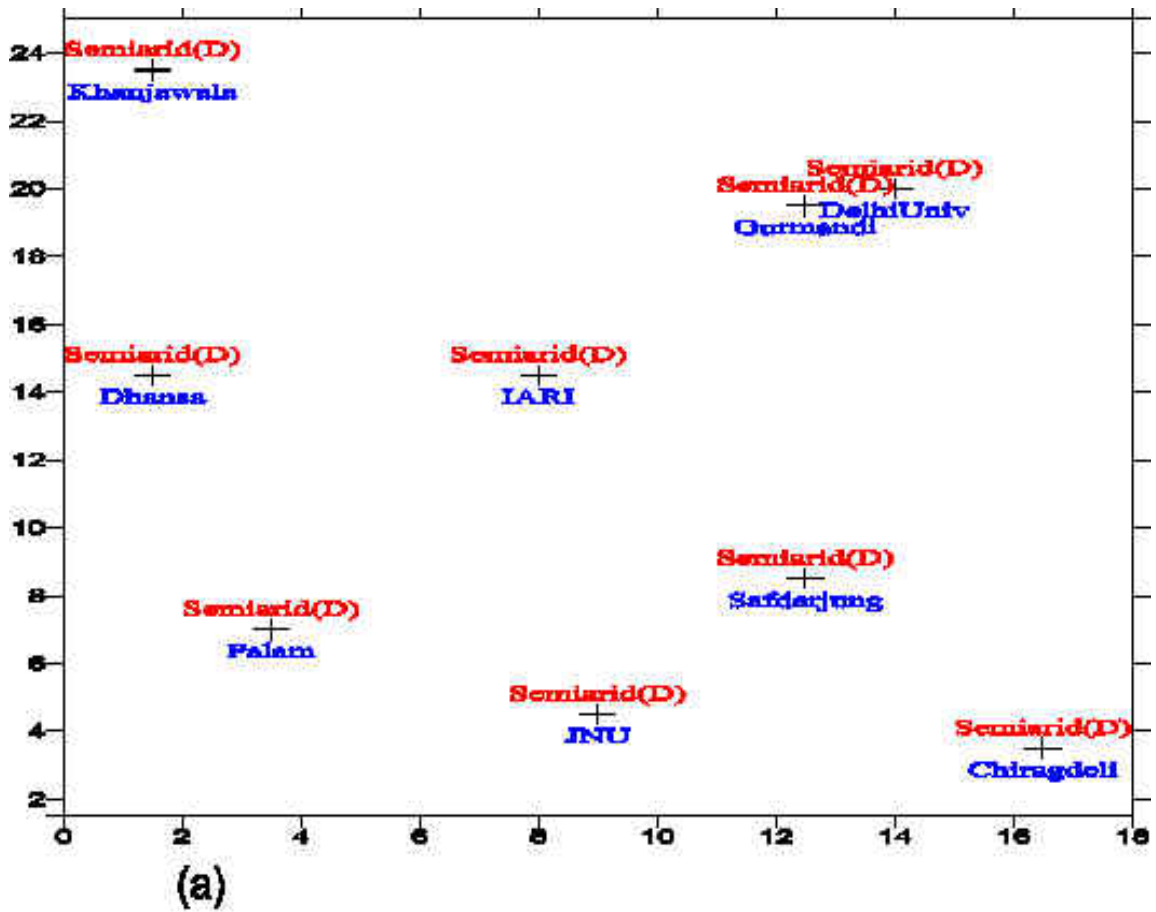 24
Semiarid(D)
Khanjawala
22
20
Semiarid(D)
Semiarid(D)
DelhiUniv
Gurmandi
18
16
Semiarid(D)
Dhansa
Semiarid(D)
IARI
14
12
10
Semiarid(D)
Safdarjung
8
Semiarid(D)
Palam
6
Semiarid(D)
JNU
4
Semiarid(D)
Chiragdeli
2
0 2 4 6 8 10 12 14 16 18
(a)